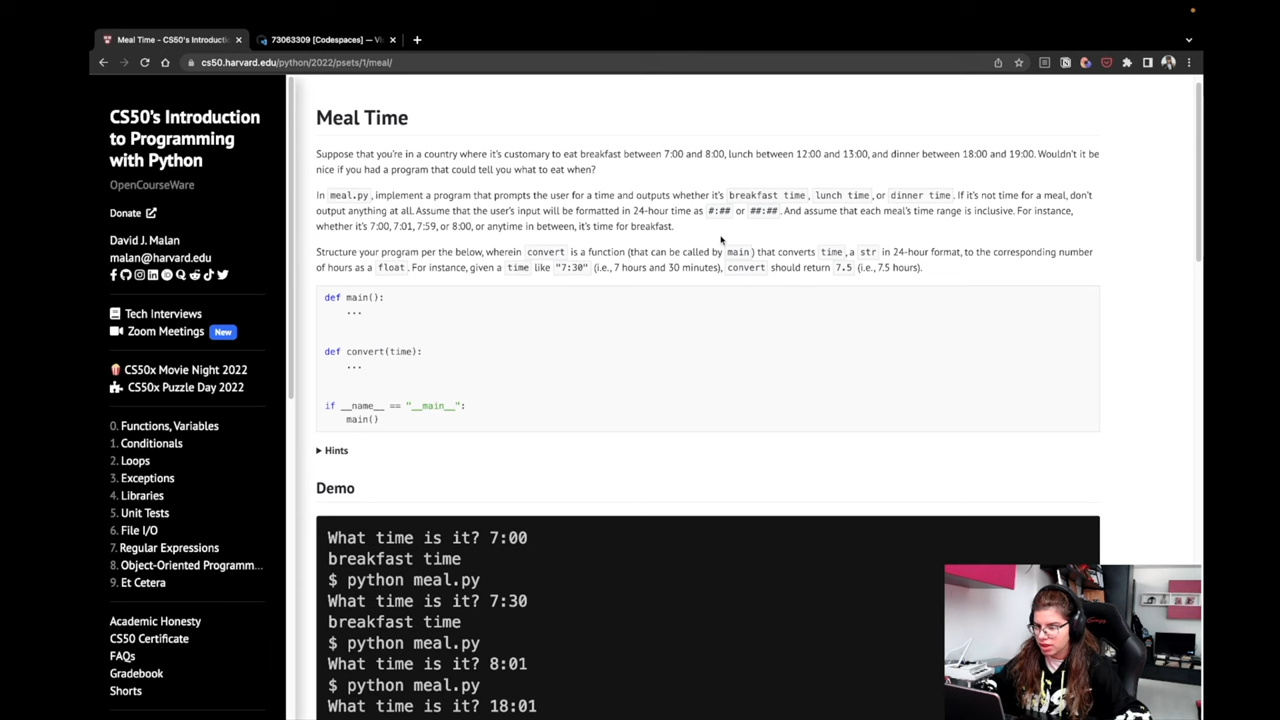 Meal Time - CS50's Introducti
73063309 [Codespaces] — Vi
cs50.harvard.edu/python/2022/psets/1/meal/
CS50's Introduction
to Programming
with Python
OpenCourseWare
Donate
David J. Malan
malan@harvard.edu
Tech Interviews
Zoom Meetings New
CS50x Movie Night 2022
CS50x Puzzle Day 2022
0. Functions, Variables
1. Conditionals
2. Loops
3. Exceptions
4. Libraries
5. Unit Tests
6. File I/O
7. Regular Expressions
8. Object-Oriented Programm...
9. Et Cetera
Academic Honesty
CS50 Certificate
FAQs
Gradebook
Shorts
Meal Time
Suppose that you're in a country where it's customary to eat breakfast between 7:00 and 8:00, lunch between 12:00 and 13:00, and dinner between 18:00 and 19:00. Wouldn't it be
nice if you had a program that could tell you what to eat when?
In meal.py, implement a program that prompts the user for a time and outputs whether it's breakfast time, lunch time, or dinner time. If it's not time for a meal, don't
output anything at all. Assume that the user's input will be formatted in 24-hour time as #:## or ##:##. And assume that each meal's time range is inclusive. For instance,
whether it's 7:00, 7:01, 7:59, or 8:00, or anytime in between, it's time for breakfast.
Structure your program per the below, wherein convert is a function (that can be called by main) that converts time, a str in 24-hour format, to the corresponding number
of hours as a float. For instance, given a time like "7:30" (i.e., 7 hours and 30 minutes), convert should return 7.5 (i.e., 7.5 hours).
def main():
...
def convert(time):
...
if __name__ == "__main__":
main()
Hints
Demo
What time is it? 7:00
breakfast time
$ python meal.py
What time is it? 7:30
breakfast time
$ python meal.py
What time is it? 8:01
$ python meal.py
What time is it? 18:01